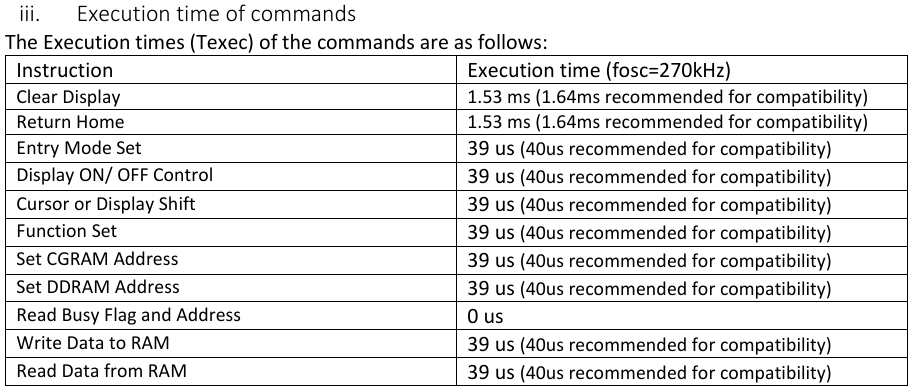 iii. Execution time of commands
The Execution times (Texec) of the commands are as follows:
Instruction Execution time (fosc=270kHz)
Clear Display 1.53 ms (1.64ms recommended for compatibility)
Return Home 1.53 ms (1.64ms recommended for compatibility)
Entry Mode Set 39 us (40us recommended for compatibility)
Display ON/ OFF Control 39 us (40us recommended for compatibility)
Cursor or Display Shift 39 us (40us recommended for compatibility)
Function Set 39 us (40us recommended for compatibility)
Set CGRAM Address 39 us (40us recommended for compatibility)
Set DDRAM Address 39 us (40us recommended for compatibility)
Read Busy Flag and Address 0 us
Write Data to RAM 39 us (40us recommended for compatibility)
Read Data from RAM 39 us (40us recommended for compatibility)